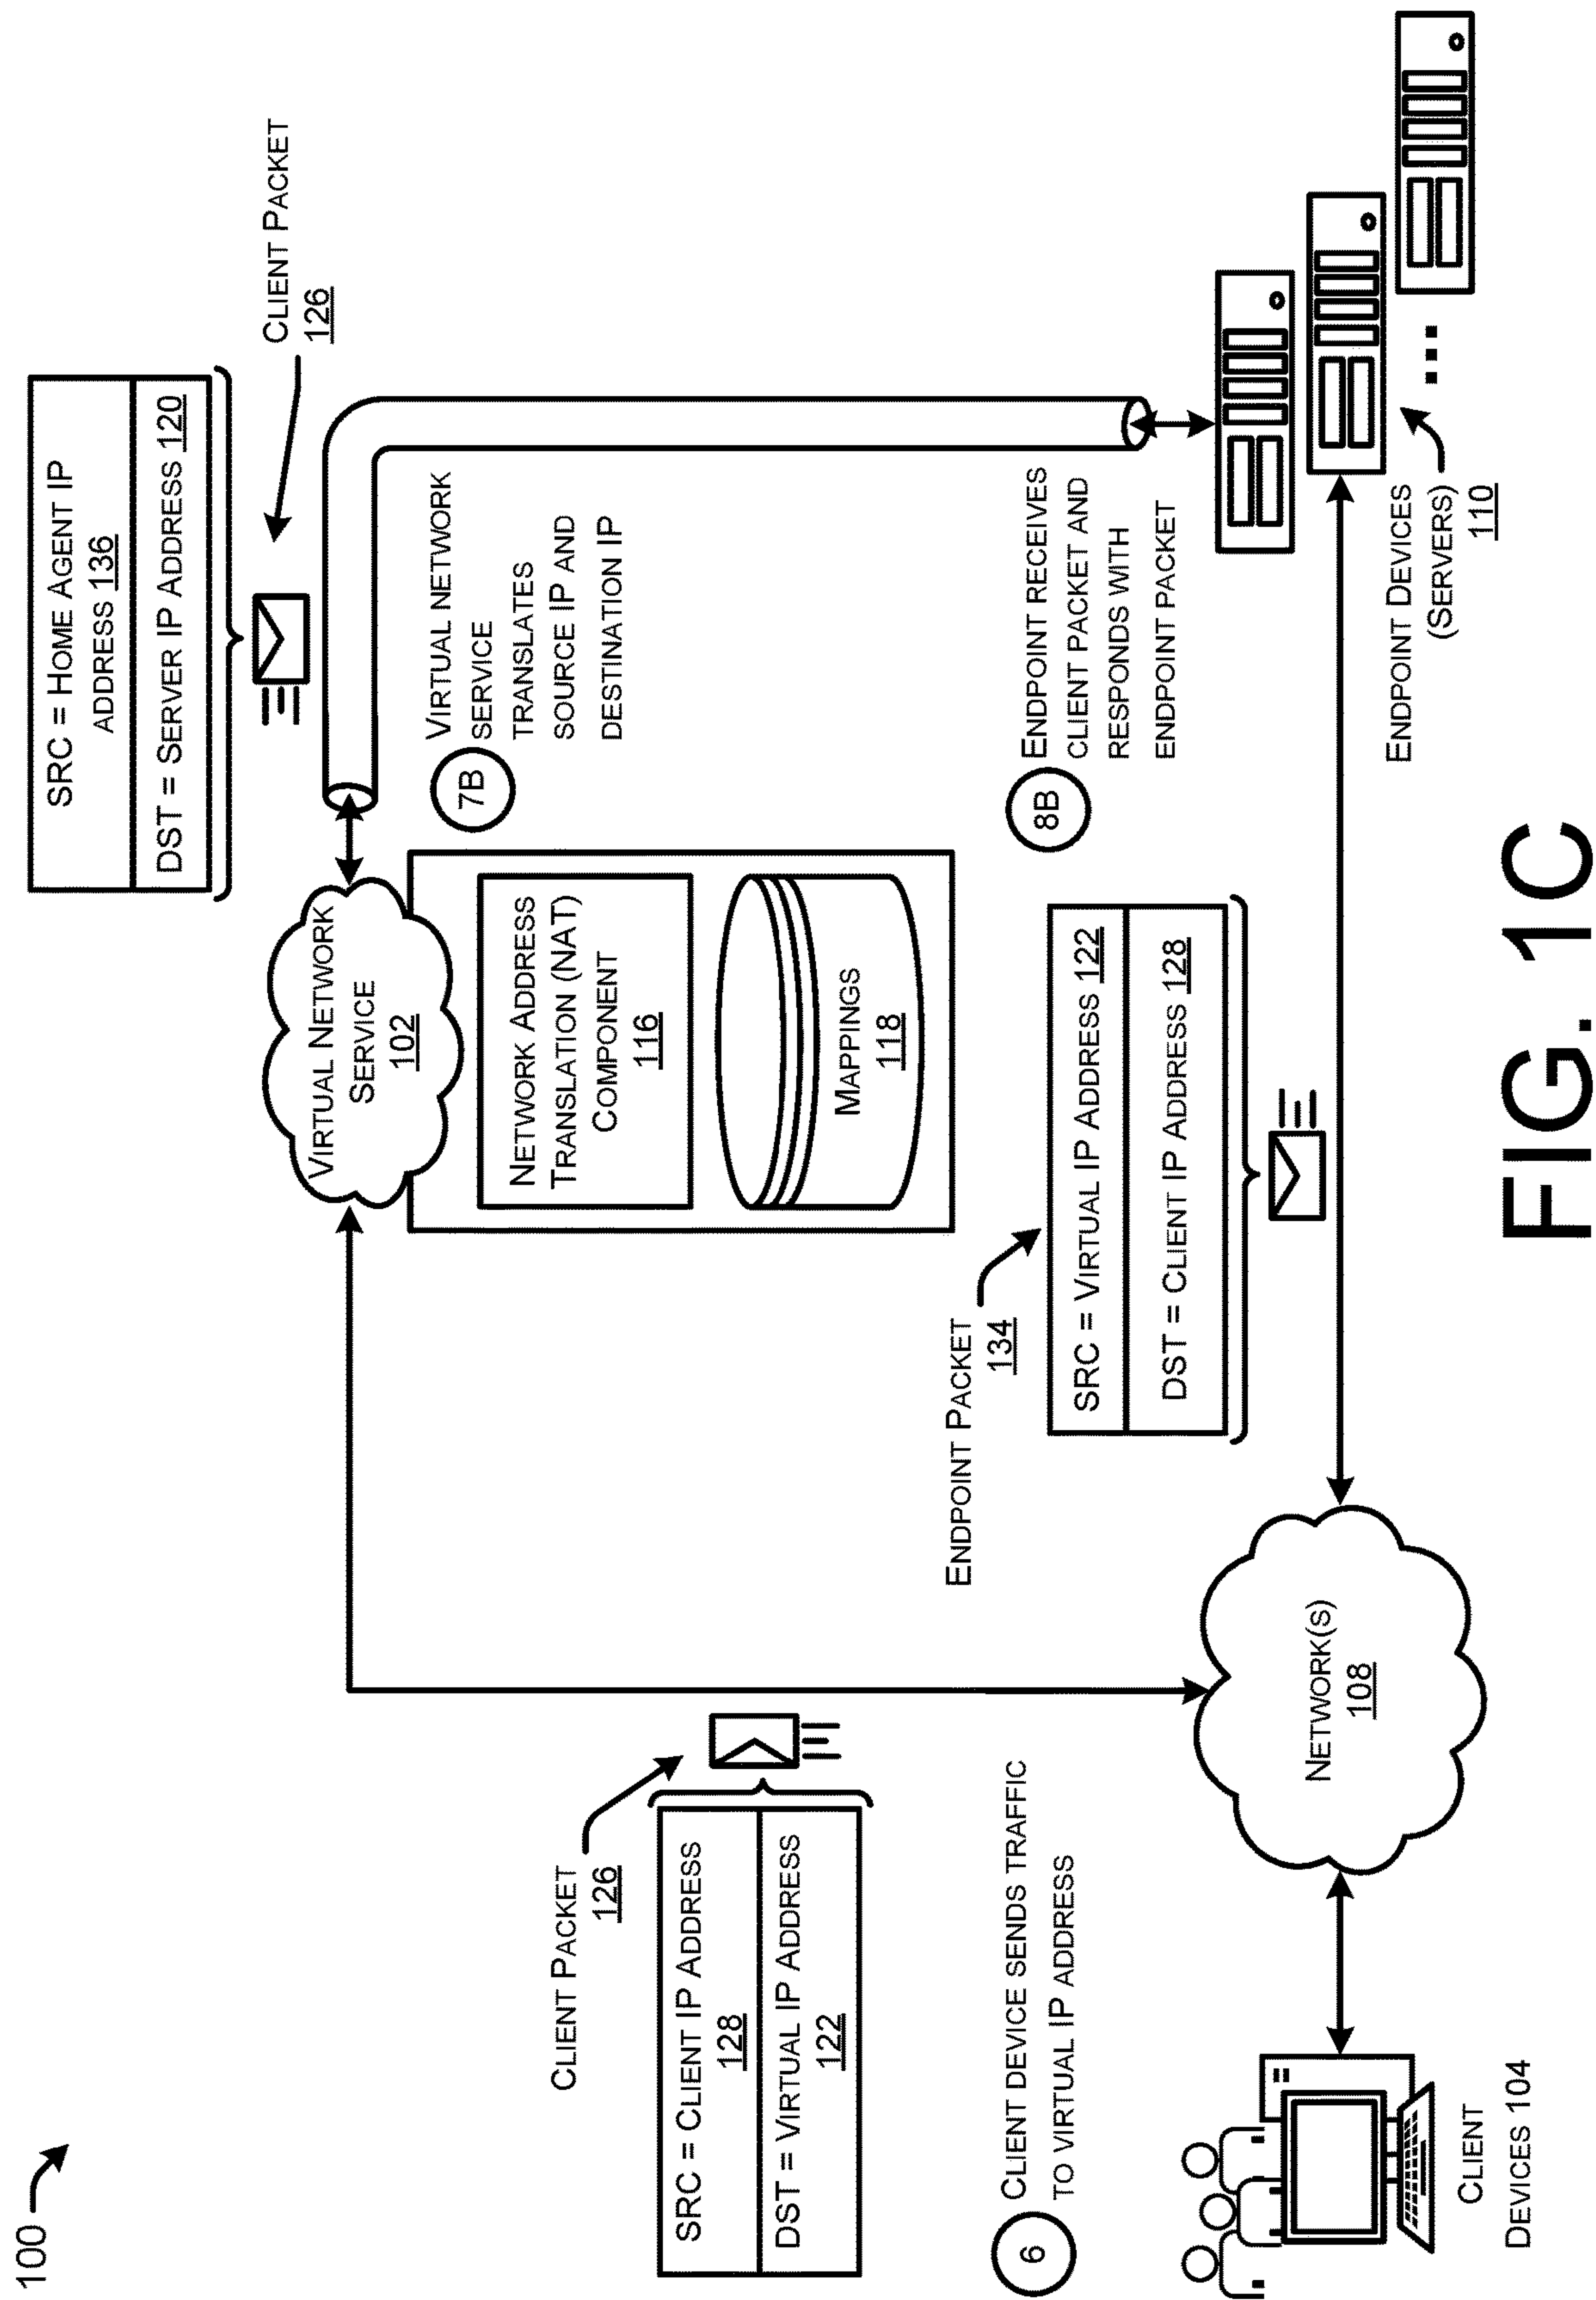 100
SRC = HOME AGENT IP
ADDRESS 136
DST = SERVER IP ADDRESS 120
CLIENT PACKET
126
VIRTUAL NETWORK
SERVICE
102
NETWORK ADDRESS
TRANSLATION (NAT)
COMPONENT
116
MAPPINGS
118
7B
VIRTUAL NETWORK
SERVICE
TRANSLATES
SOURCE IP AND
DESTINATION IP
CLIENT PACKET
126
SRC = CLIENT IP ADDRESS
128
DST = VIRTUAL IP ADDRESS
122
6
CLIENT DEVICE SENDS TRAFFIC
TO VIRTUAL IP ADDRESS
ENDPOINT PACKET
134
SRC = VIRTUAL IP ADDRESS 122
DST = CLIENT IP ADDRESS 128
8B
ENDPOINT RECEIVES
CLIENT PACKET AND
RESPONDS WITH
ENDPOINT PACKET
CLIENT
DEVICES 104
NETWORK(S)
108
ENDPOINT DEVICES
(SERVERS)
110
FIG. 1C